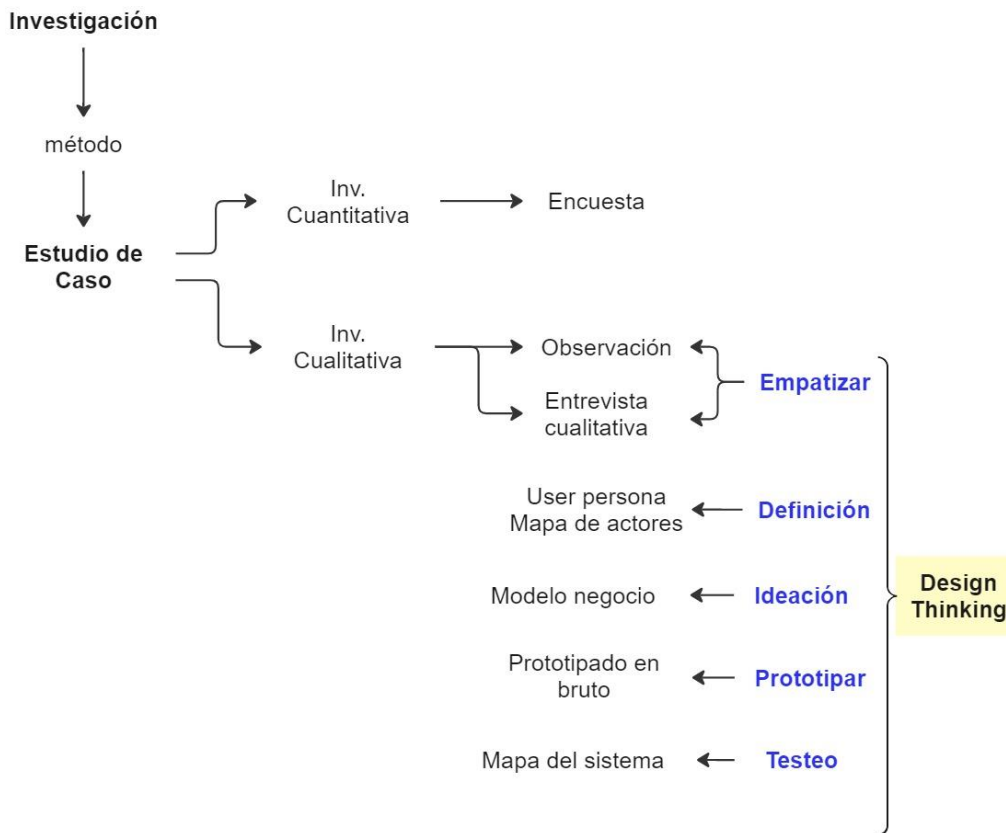 Investigación
método
Estudio de
Caso
Inv.
Cuantitativa
Encuesta
Inv.
Cualitativa
Observación
Entrevista
cualitativa
Empatizar
User persona
Mapa de actores
Definición
Modelo negocio
Ideación
Prototipado en
bruto
Prototipar
Mapa del sistema
Testeo
Design
Thinking